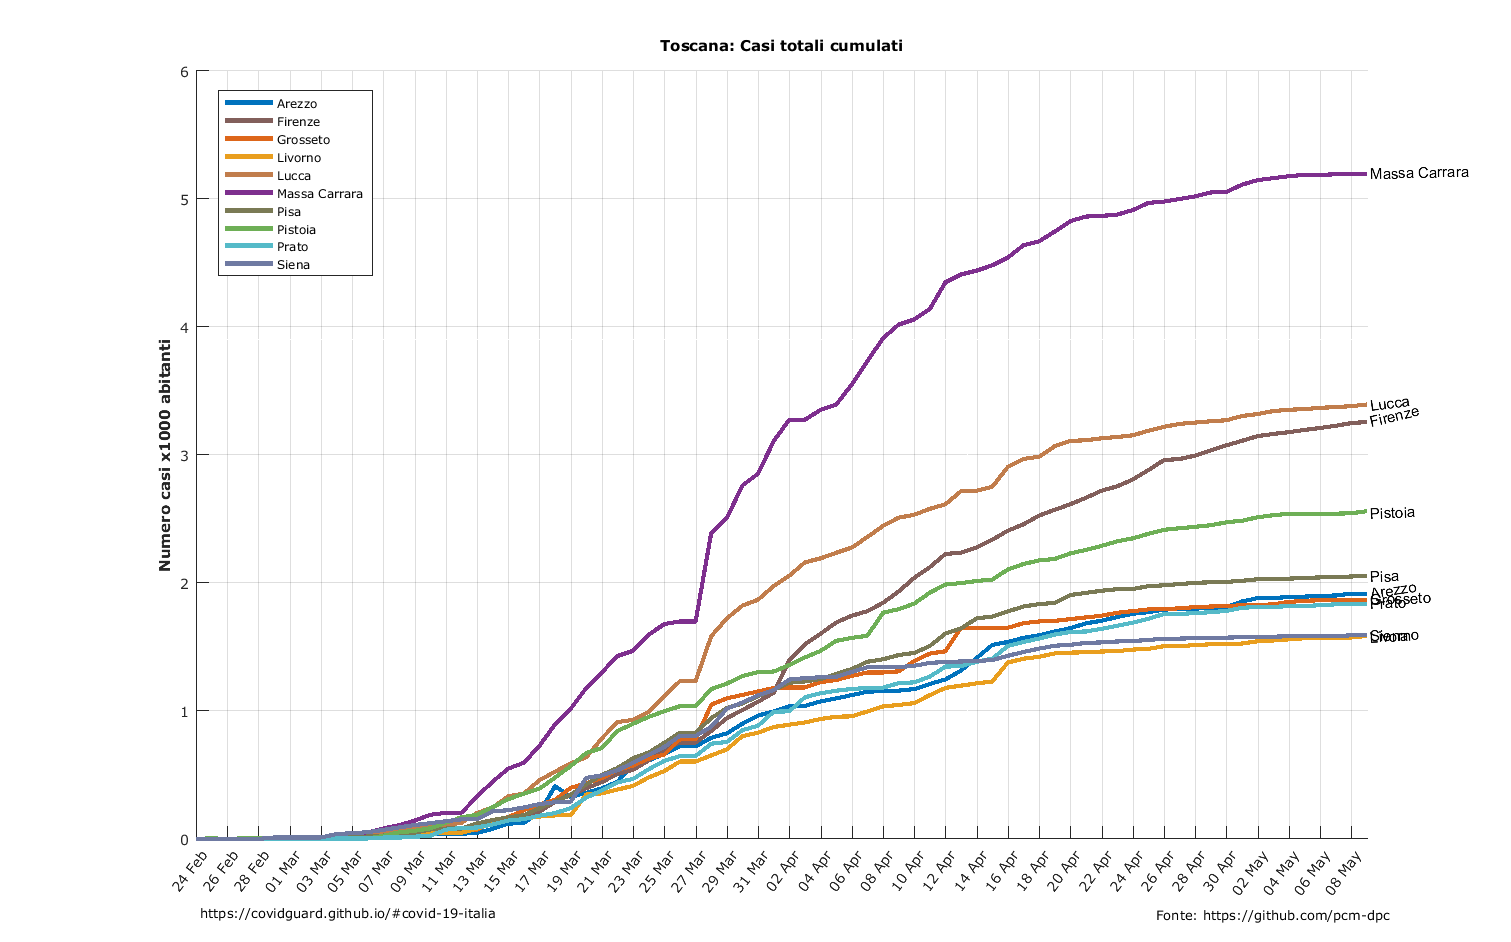 Toscana: Casi totali cumulati
Numero casi x1000 abitanti
6
5
4
3
2
1
0
Arezzo
Firenze
Grosseto
Livorno
Lucca
Massa Carrara
Pisa
Pistoia
Prato
Siena
Massa Carrara
Lucca
Firenze
Pistoia
Pisa
Arezzo
Grosseto
Prato
Siena
Livorno
24 Feb
26 Feb
28 Feb
01 Mar
03 Mar
05 Mar
07 Mar
09 Mar
11 Mar
13 Mar
15 Mar
17 Mar
19 Mar
21 Mar
23 Mar
25 Mar
27 Mar
29 Mar
31 Mar
02 Apr
04 Apr
06 Apr
08 Apr
10 Apr
12 Apr
14 Apr
16 Apr
18 Apr
20 Apr
22 Apr
24 Apr
26 Apr
28 Apr
30 Apr
02 May
04 May
06 May
08 May
https://covidguard.github.io/#covid-19-italia
Fonte: https://github.com/pcm-dpc